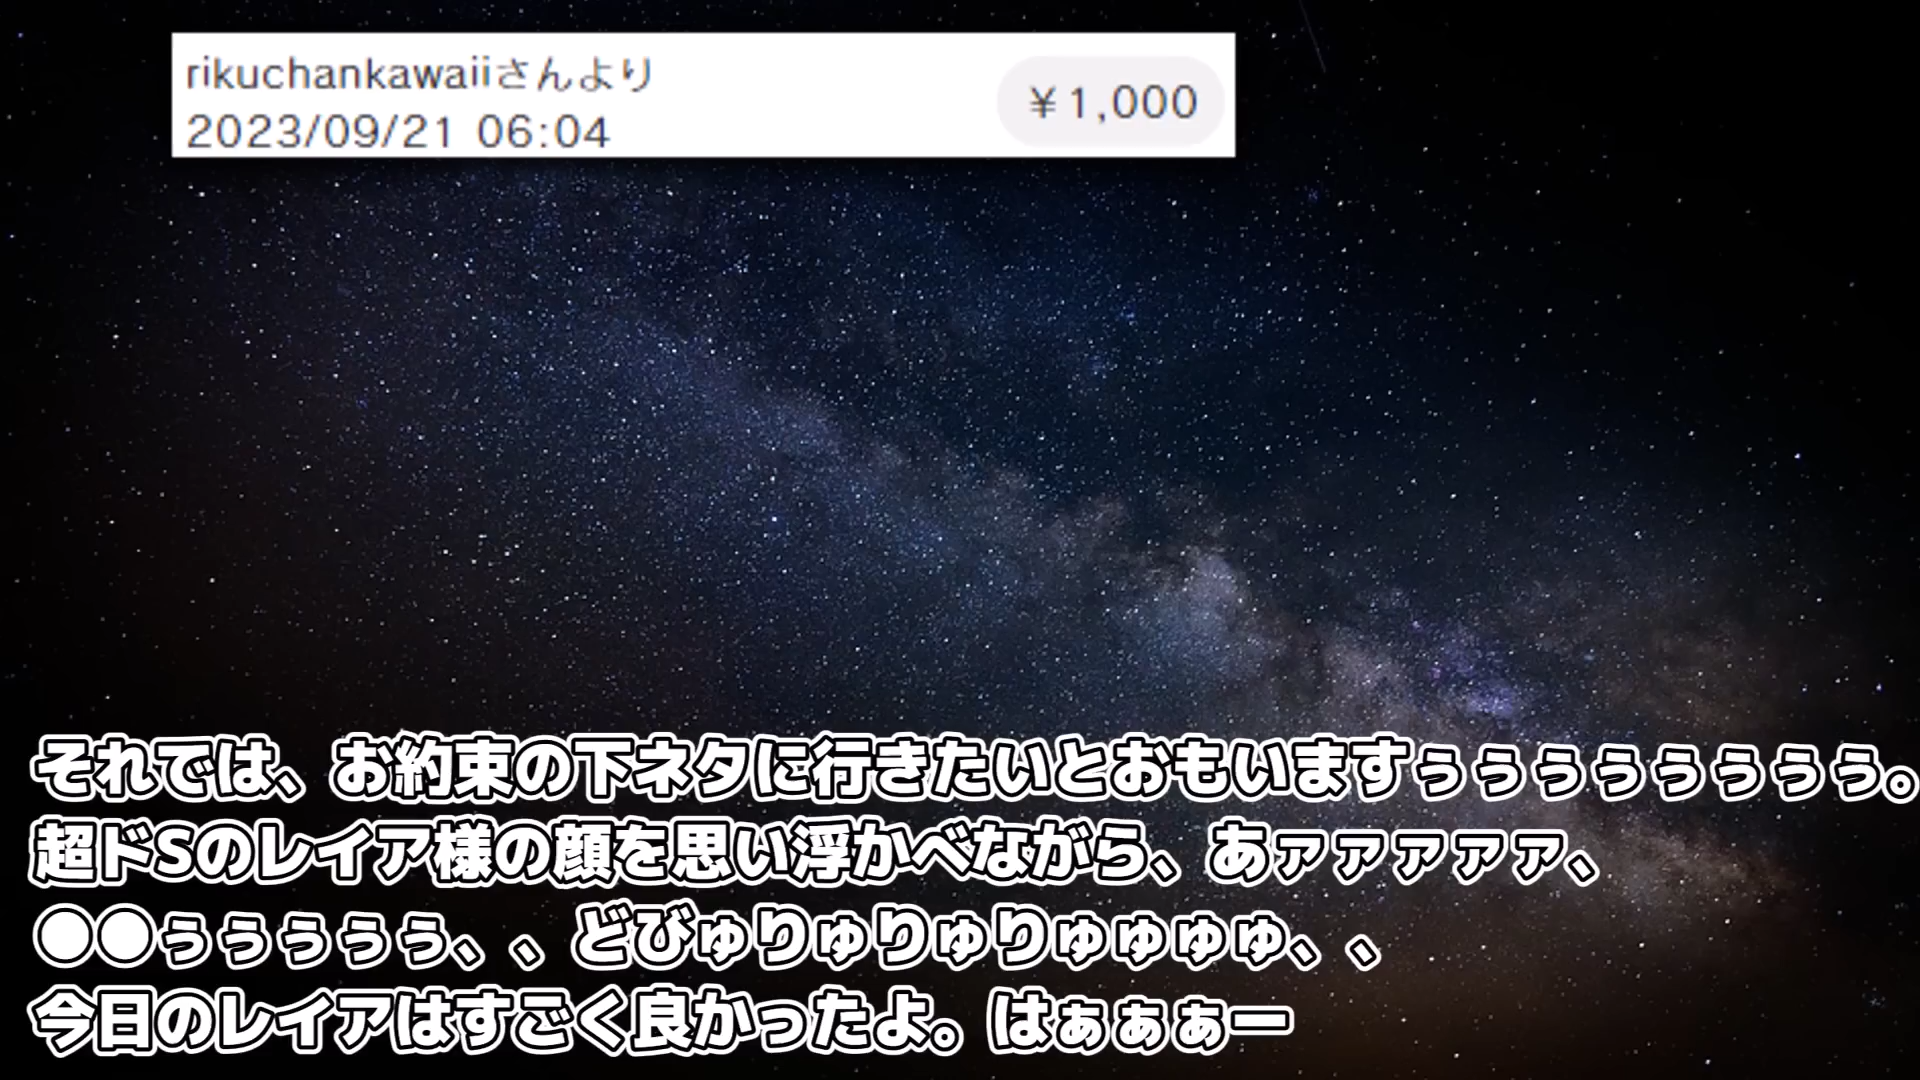 rikuchankawaiiさんより
2023/09/21 06:04
¥1,000
それでは、お約束の下ネタに行きたいとおもいますぅぅぅぅぅぅぅぅ。
超ドSのレイア様の顔を思い浮かべながら、あァァァァァ、
●●ぅぅぅぅぅ、、どびゅりゅりゅりゅゅゅゅ、、
今日のレイアはすごく良かったよ。はぁぁぁー